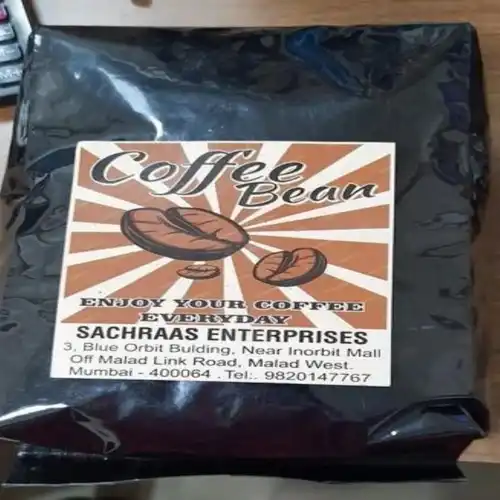 Coffee
Bean
ENJOY YOUR COFFEE
EVERYDAY
SACHRAAS ENTERPRISES
3, Blue Orbit Bulding, Near Inorbit Mall
Off Malad Link Road, Malad West.
Mumbai - 400064 .Tel:. 9820147767